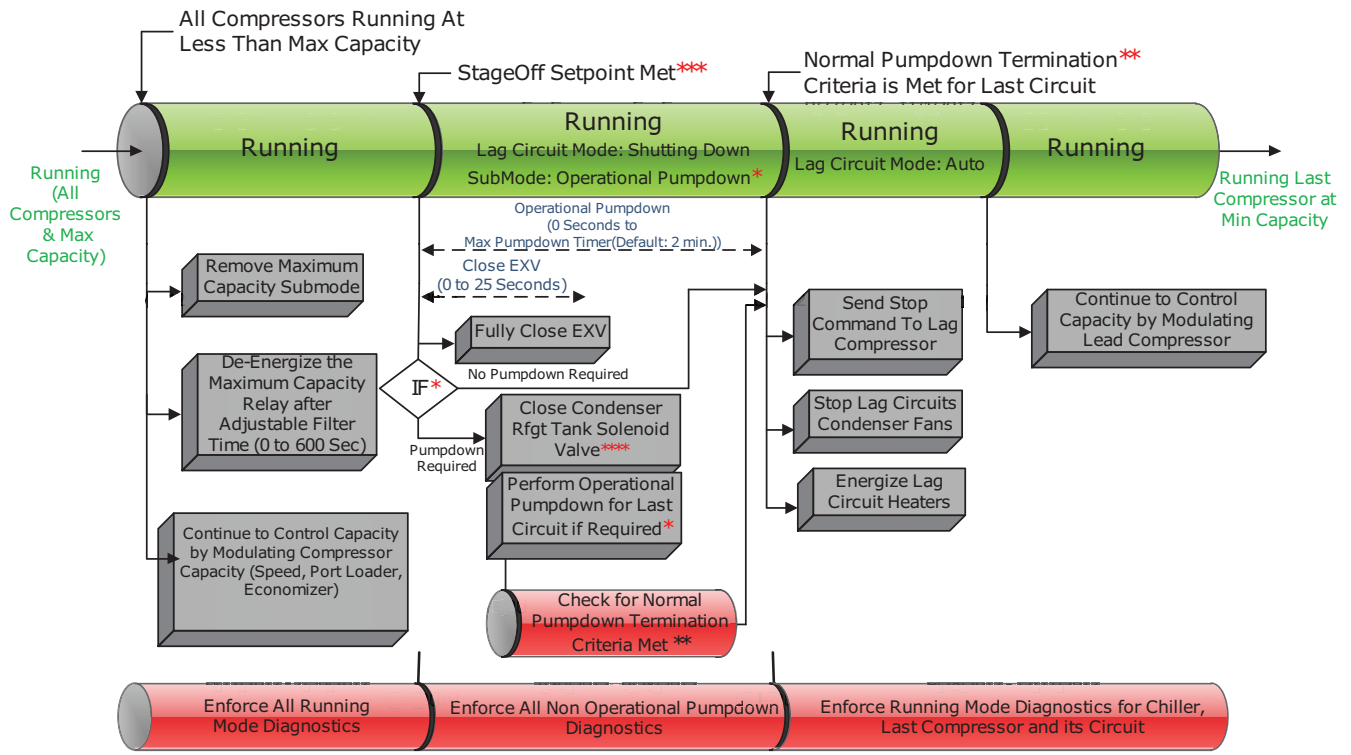 All Compressors Running At
Less Than Max Capacity
StageOff Setpoint Met***
Normal Pumpdown Termination**
Criteria is Met for Last Circuit
Running
(All
Compressors
& Max
Capacity)
Running
Running
Lag Circuit Mode: Shutting Down
SubMode: Operational Pumpdown*
Running
Lag Circuit Mode: Auto
Running
Running Last
Compressor at
Min Capacity
Operational Pumpdown
(0 Seconds to
Max Pumpdown Timer(Default: 2 min.))
Close EXV
(0 to 25 Seconds)
Remove Maximum
Capacity Submode
De-Energize the
Maximum Capacity
Relay after
Adjustable Filter
Time (0 to 600 Sec)
Continue to Control Capacity
by Modulating Compressor
Capacity (Speed, Port Loader,
Economizer)
Fully Close EXV
IF*
No Pumpdown Required
Pumpdown
Required
Close Condenser
Rfgt Tank Solenoid
Valve****
Perform Operational
Pumpdown for Last
Circuit if Required*
Check for Normal
Pumpdown Termination
Criteria Met **
Send Stop
Command To Lag
Compressor
Stop Lag Circuits
Condenser Fans
Energize Lag
Circuit Heaters
Continue to Control
Capacity by Modulating
Lead Compressor
Enforce All Running
Mode Diagnostics
Enforce All Non Operational Pumpdown
Diagnostics
Enforce Running Mode Diagnostics for Chiller,
Last Compressor and its Circuit